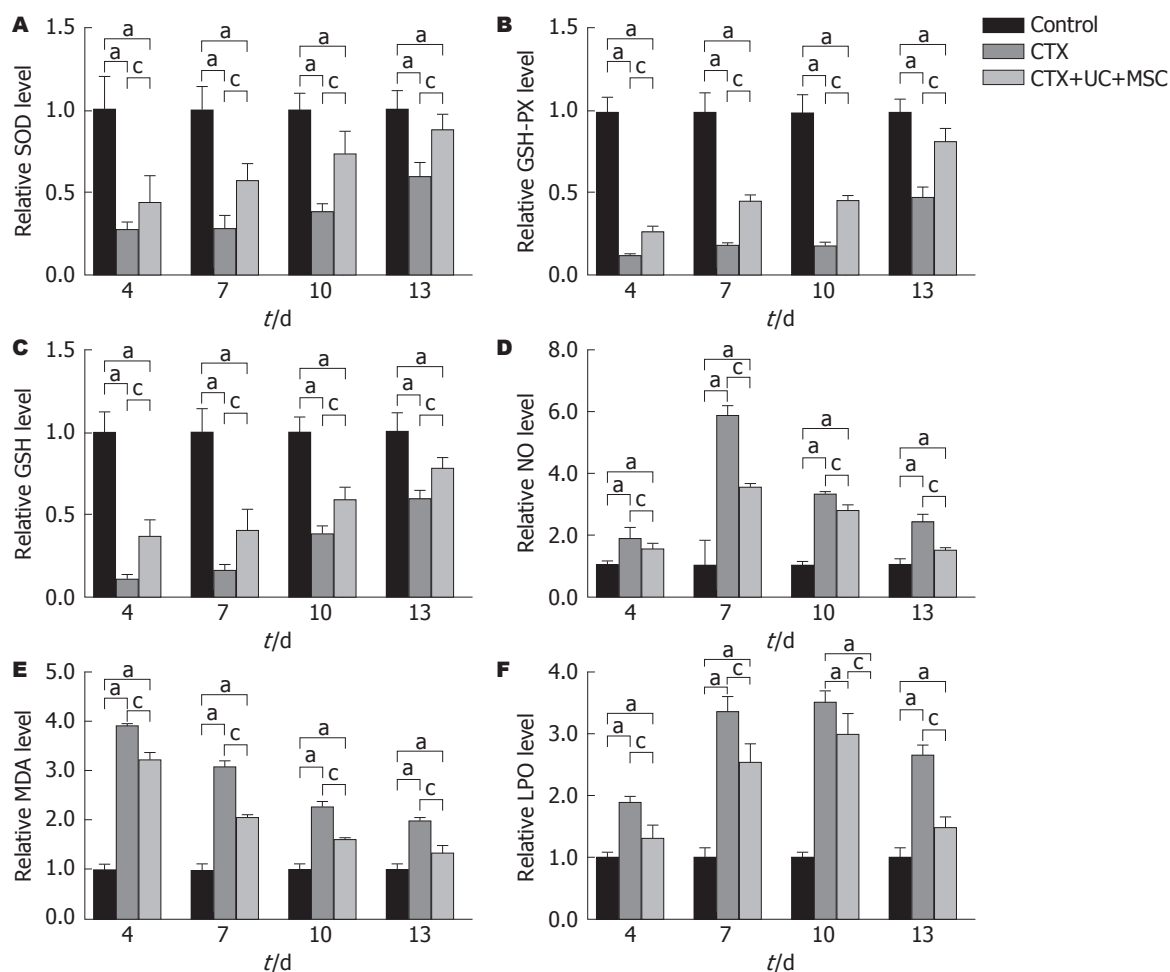 A
Relative SOD level
1.5
1.0
0.5
0.0
a
a
c
a
a
c
a
a
c
a
a
c
4 7 10 13
t/d
B
Relative GSH-PX level
1.5
1.0
0.5
0.0
a
a
c
a
a
c
a
a
c
a
a
c
4 7 10 13
t/d
Control
CTX
CTX+UC+MSC
C
Relative GSH level
1.5
1.0
0.5
0.0
a
a
c
a
a
c
a
a
c
a
a
c
4 7 10 13
t/d
D
Relative NO level
8.0
6.0
4.0
2.0
0.0
a
a
c
a
a c
a
a
c
a
a
c
4 7 10 13
t/d
E
Relative MDA level
5.0
4.0
3.0
2.0
1.0
0.0
a
a c
a
a
c
a
a
c
a
a
c
4 7 10 13
t/d
F
Relative LPO level
4.0
3.0
2.0
1.0
0.0
a
a
c
a
a c
a
a c
a
a
c
4 7 10 13
t/d